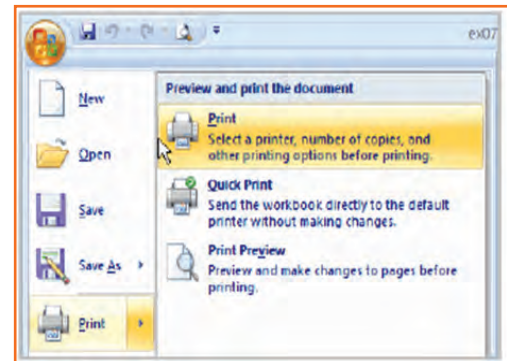 ex07
New
Open
Save
Save As
Print
Preview and print the document
Print
Select a printer, number of copies, and
other printing options before printing.
Quick Print
Send the workbook directly to the default
printer without making changes.
Print Preview
Preview and make changes to pages before
printing.